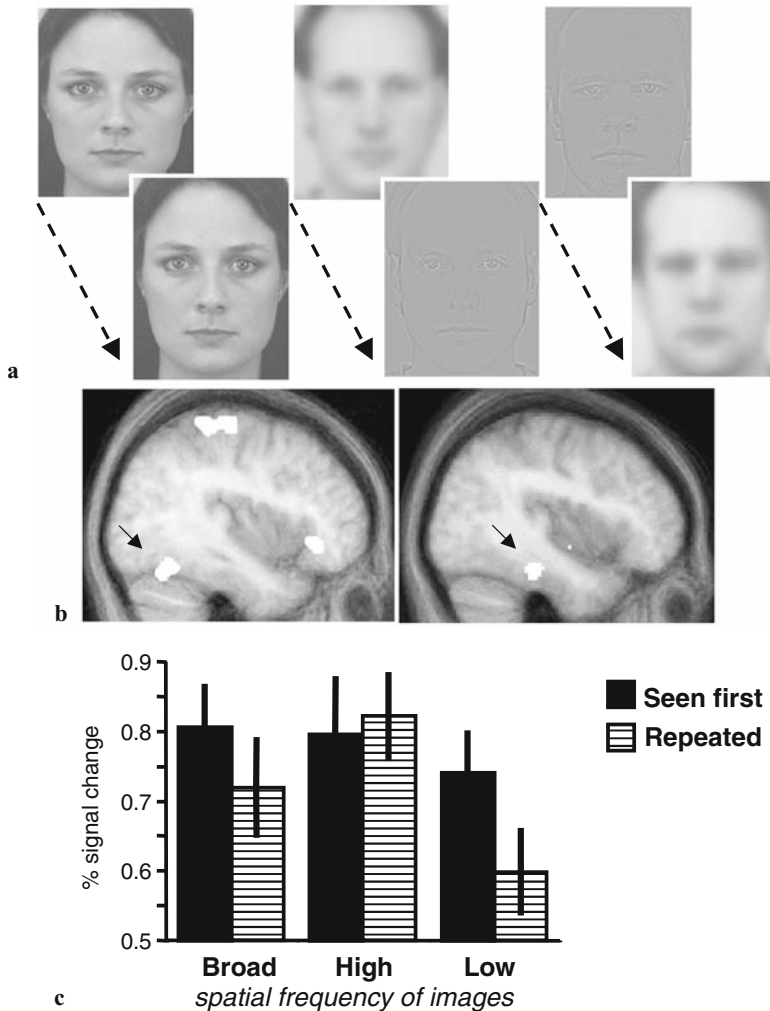 a
b
0.9
0.8
0.7
0.6
0.5
% signal change
Seen first
Repeated
Broad High Low
spatial frequency of images
c